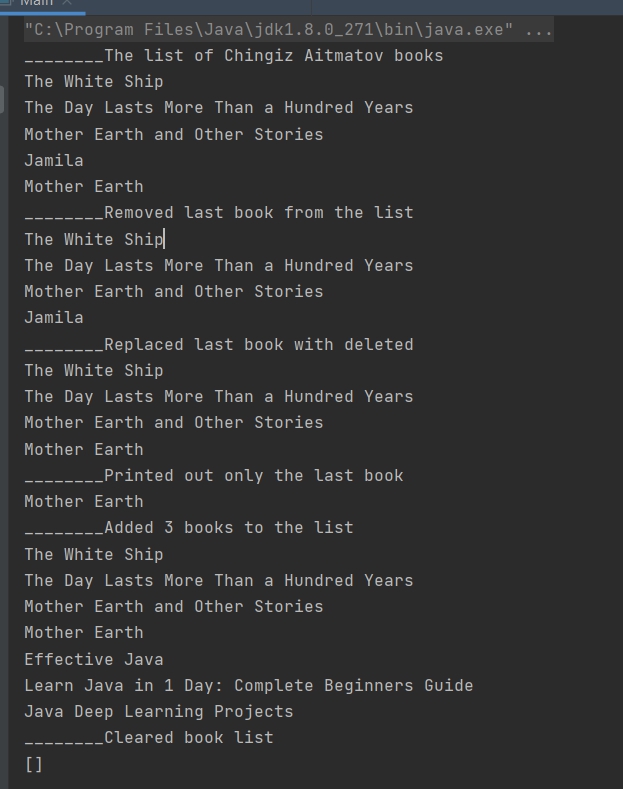 Main
"C:\Program Files\Java\jdk1.8.0_271\bin\java.exe" ...
________The list of Chingiz Aitmatov books
The White Ship
The Day Lasts More Than a Hundred Years
Mother Earth and Other Stories
Jamila
Mother Earth
________Removed last book from the list
The White Ship
The Day Lasts More Than a Hundred Years
Mother Earth and Other Stories
Jamila
________Replaced last book with deleted
The White Ship
The Day Lasts More Than a Hundred Years
Mother Earth and Other Stories
Mother Earth
________Printed out only the last book
Mother Earth
________Added 3 books to the list
The White Ship
The Day Lasts More Than a Hundred Years
Mother Earth and Other Stories
Mother Earth
Effective Java
Learn Java in 1 Day: Complete Beginners Guide
Java Deep Learning Projects
________Cleared book list
[]